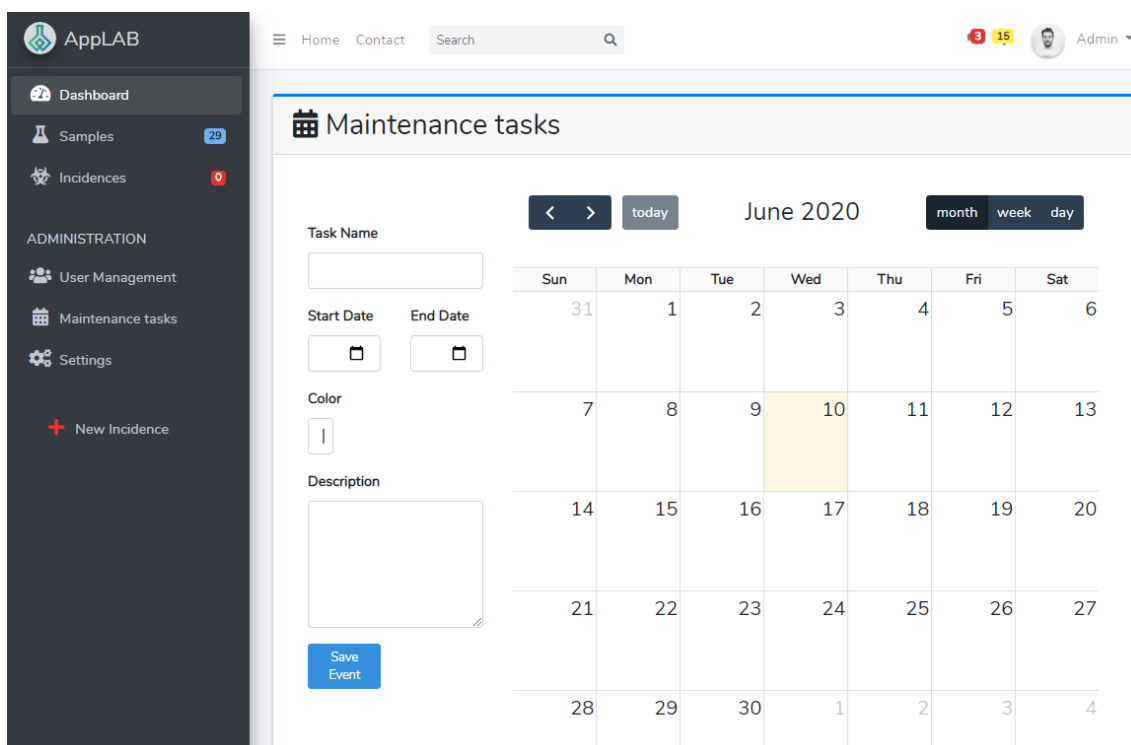 AppLAB
Home Contact Search 3 15 Admin
Dashboard
Samples 29
Incidences 0
ADMINISTRATION
User Management
Maintenance tasks
Settings
New Incidence
Maintenance tasks
Task Name
Start Date End Date
Color
Description
Save
Event
today June 2020 month week day
Sun Mon Tue Wed Thu Fri Sat
31 1 2 3 4 5 6
7 8 9 10 11 12 13
14 15 16 17 18 19 20
21 22 23 24 25 26 27
28 29 30 1 2 3 4